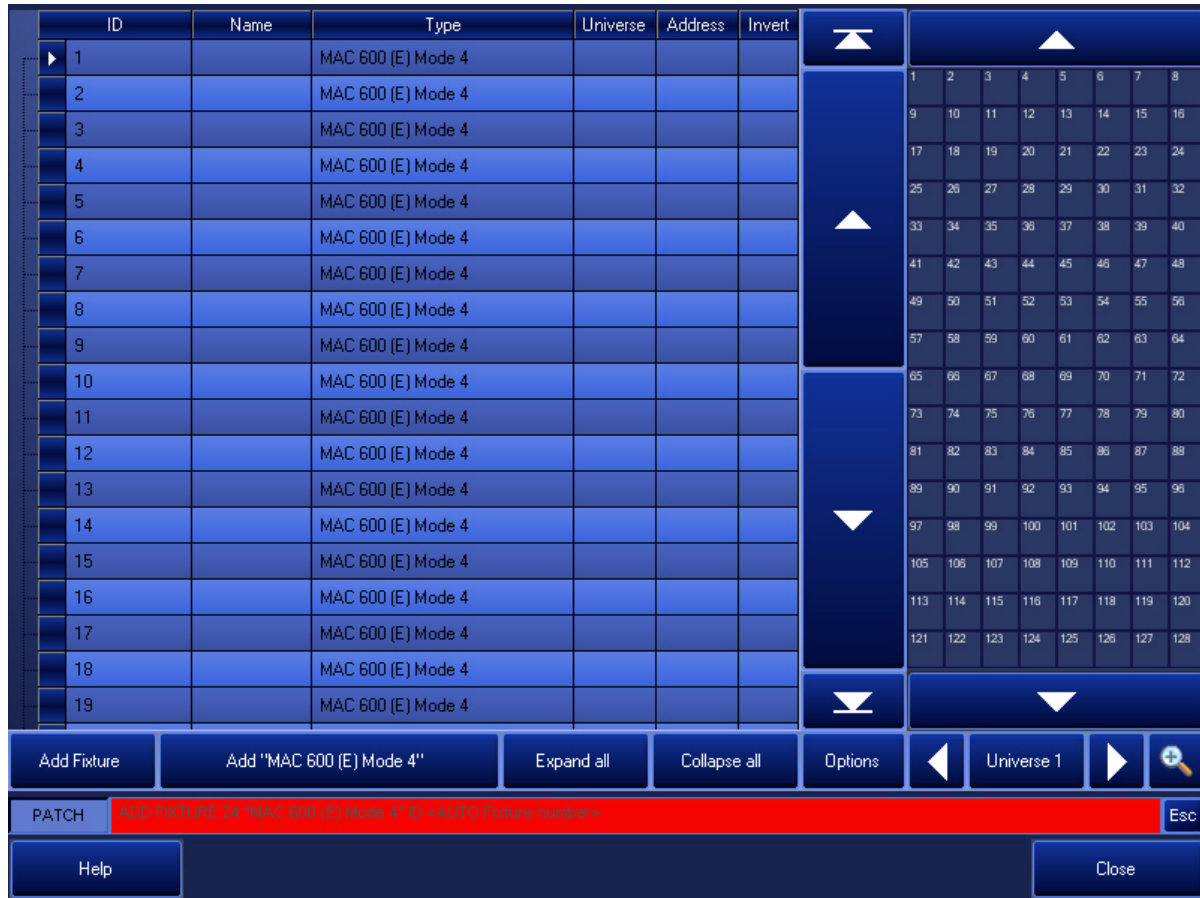 ID Name Type Universe Address Invert
1 MAC 600 (E) Mode 4
2 MAC 600 (E) Mode 4
3 MAC 600 (E) Mode 4
4 MAC 600 (E) Mode 4
5 MAC 600 (E) Mode 4
6 MAC 600 (E) Mode 4
7 MAC 600 (E) Mode 4
8 MAC 600 (E) Mode 4
9 MAC 600 (E) Mode 4
10 MAC 600 (E) Mode 4
11 MAC 600 (E) Mode 4
12 MAC 600 (E) Mode 4
13 MAC 600 (E) Mode 4
14 MAC 600 (E) Mode 4
15 MAC 600 (E) Mode 4
16 MAC 600 (E) Mode 4
17 MAC 600 (E) Mode 4
18 MAC 600 (E) Mode 4
19 MAC 600 (E) Mode 4
1 2 3 4 5 6 7 8
9 10 11 12 13 14 15 16
17 18 19 20 21 22 23 24
25 26 27 28 29 30 31 32
33 34 35 36 37 38 39 40
41 42 43 44 45 46 47 48
49 50 51 52 53 54 55 56
57 58 59 60 61 62 63 64
65 66 67 68 69 70 71 72
73 74 75 76 77 78 79 80
81 82 83 84 85 86 87 88
89 90 91 92 93 94 95 96
97 98 99 100 101 102 103 104
105 106 107 108 109 110 111 112
113 114 115 116 117 118 119 120
121 122 123 124 125 126 127 128
Add Fixture Add "MAC 600 (E) Mode 4" Expand all Collapse all Options Universe 1
PATCH ADD FIXTURE 24 "MAC 600 (E) Mode 4" ID <AUTO Fixture number> Esc
Help Close